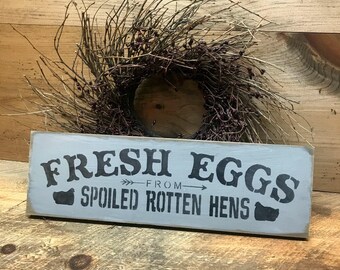 FRESH EGGS
FROM
SPOILED ROTTEN HENS